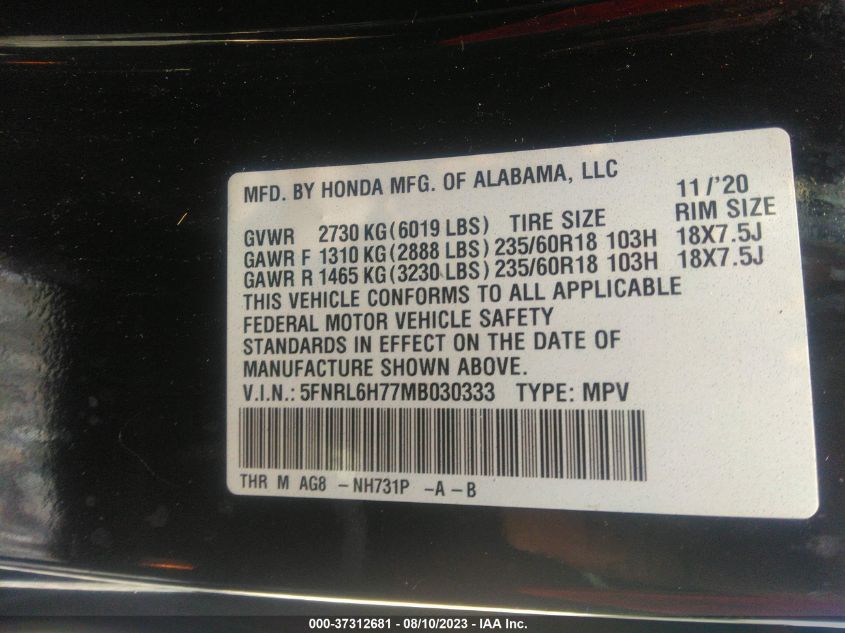 MFD. BY HONDA MFG. OF ALABAMA, LLC 11/'20
GVWR 2730 KG (6019 LBS) TIRE SIZE RIM SIZE
GAWR F 1310 KG (2888 LBS) 235/60R18 103H 18X7.5J
GAWR R 1465 KG (3230 LBS) 235/60R18 103H 18X7.5J
THIS VEHICLE CONFORMS TO ALL APPLICABLE
FEDERAL MOTOR VEHICLE SAFETY
STANDARDS IN EFFECT ON THE DATE OF
MANUFACTURE SHOWN ABOVE.
V.I.N.: 5FNRL6H77MB030333 TYPE: MPV
THR M AG8 - NH731P -A-B
000-37312681 - 08/10/2023 - IAA Inc.